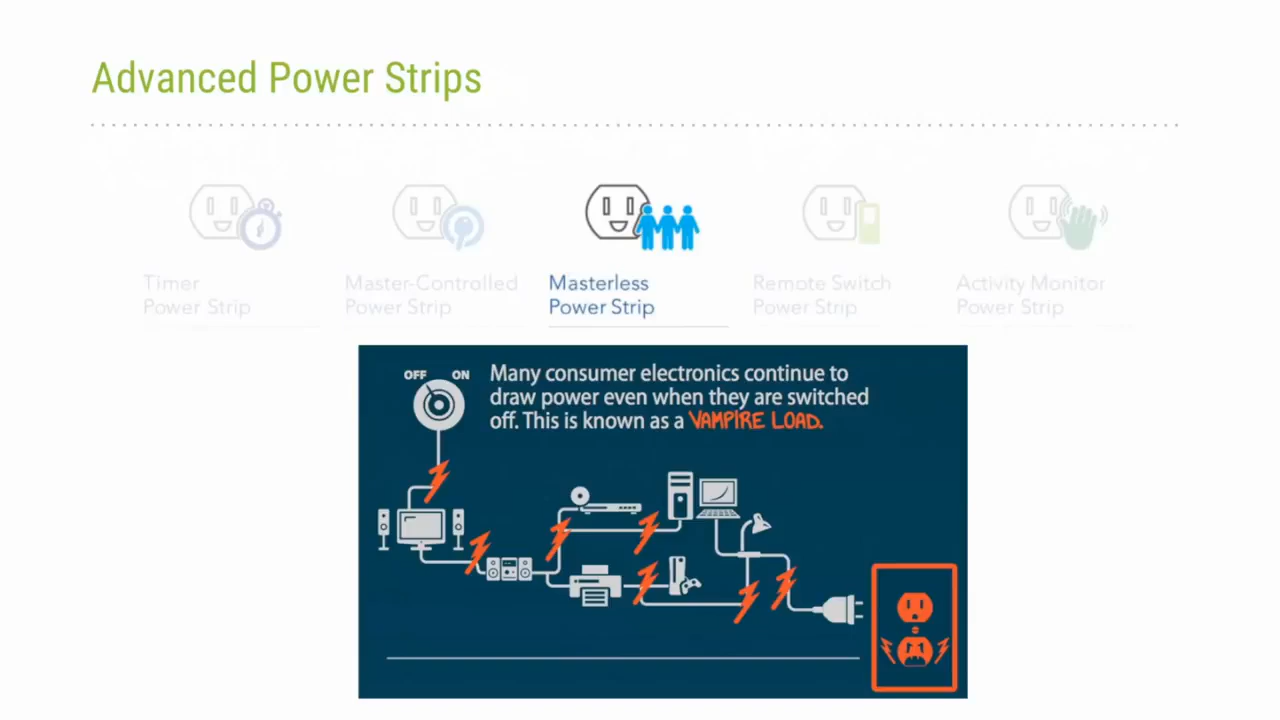 Advanced Power Strips
Timer
Power Strip
Master-Controlled
Power Strip
Masterless
Power Strip
Remote Switch
Power Strip
Activity Monitor
Power Strip
OFF ON
Many consumer electronics continue to
draw power even when they are switched
off. This is known as a VAMPIRE LOAD.